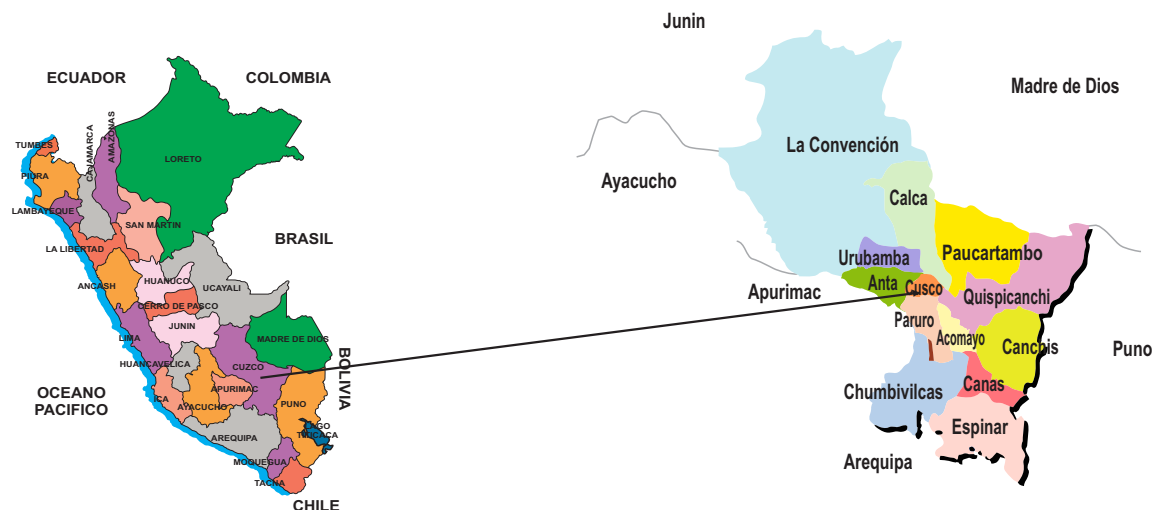 ECUADOR
COLOMBIA
TUMBES
CAJAMARCA
AMAZONAS
PIURA
LORETO
LAMBAYEQUE
SAN MARTIN
LA LIBERTAD
BRASIL
ANCASH
HUANUCO
UCAYALI
CERRO DE PASCO
LIMA
JUNIN
MADRE DE DIOS
HUANCAVELICA
CUZCO
BOLIVIA
OCEANO
PACIFICO
ICA
AYACUCHO
APURIMAC
PUNO
LAGO
TITICACA
AREQUIPA
MOQUEGUA
TACNA
CHILE
Junin
Madre de Dios
La Convención
Ayacucho
Calca
Urubamba
Paucartambo
Anta
Cusco
Apurimac
Quispicanchi
Paruro
Acomayo
Canchis
Puno
Chumbivilcas
Canas
Espinar
Arequipa